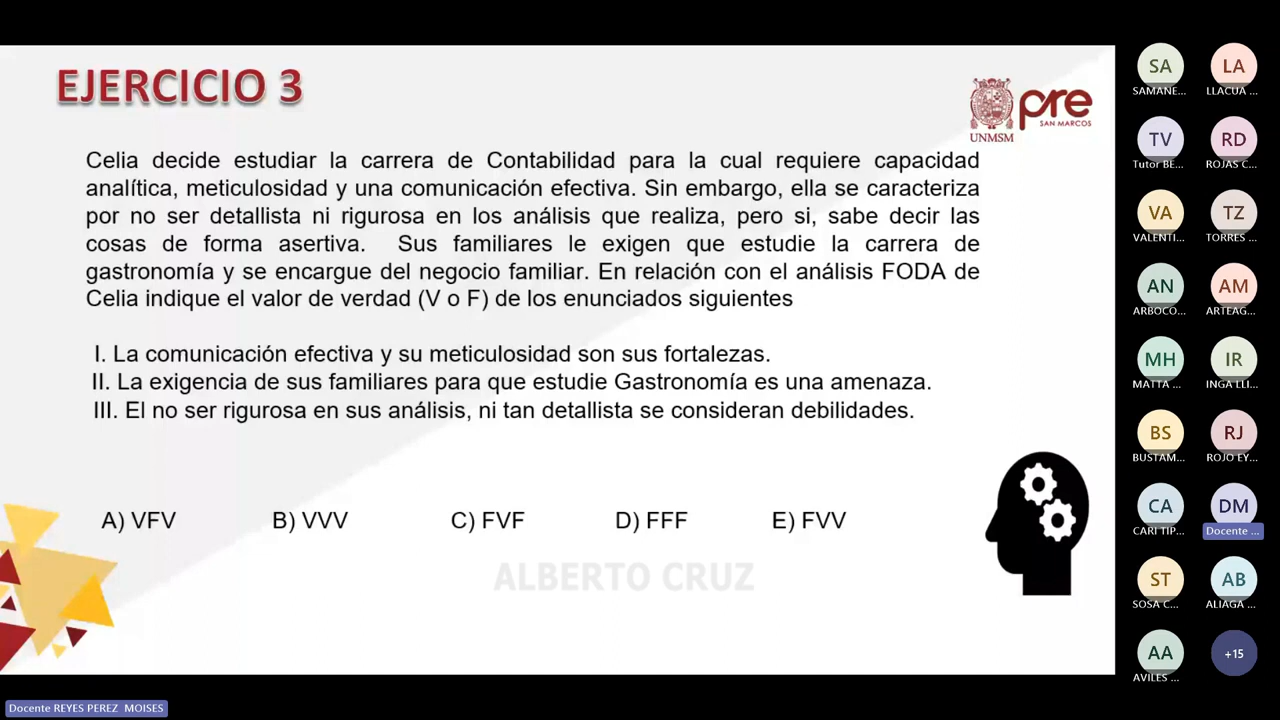 EJERCICIO 3
UNMSM
pre
SAN MARCOS
Celia decide estudiar la carrera de Contabilidad para la cual requiere capacidad
analítica, meticulosidad y una comunicación efectiva. Sin embargo, ella se caracteriza
por no ser detallista ni rigurosa en los análisis que realiza, pero si, sabe decir las
cosas de forma asertiva. Sus familiares le exigen que estudie la carrera de
gastronomía y se encargue del negocio familiar. En relación con el análisis FODA de
Celia indique el valor de verdad (V o F) de los enunciados siguientes
I. La comunicación efectiva y su meticulosidad son sus fortalezas.
II. La exigencia de sus familiares para que estudie Gastronomía es una amenaza.
III. El no ser rigurosa en sus análisis, ni tan detallista se consideran debilidades.
A) VFV B) VVV C) FVF D) FFF E) FVV
ALBERTO CRUZ
SA LA
SAMANE... LLACUA ...
TV RD
Tutor BE... ROJAS C...
VA TZ
VALENTI... TORRES ...
AN AM
ARBOCO... ARTEAG...
MH IR
MATTA ... INGA LLI...
BS RJ
BUSTAM... ROJO EY...
CA DM
CARI TIP... Docente ...
ST AB
SOSA C... ALIAGA ...
AA +15
AVILES ...
Docente REYES PEREZ MOISES